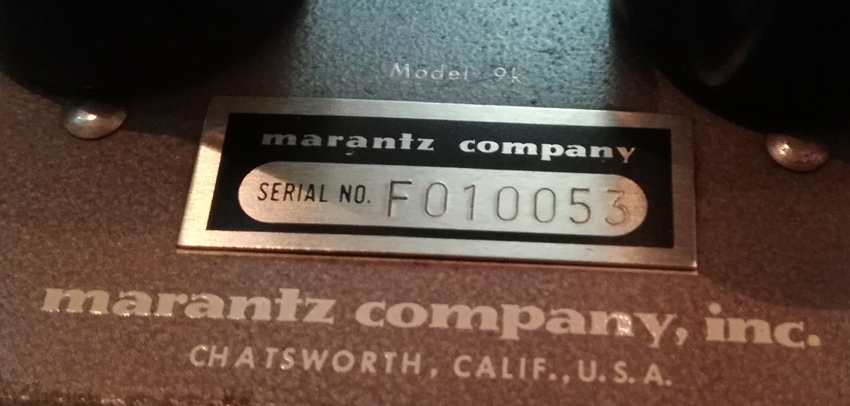 Model 9k
marantz company
SERIAL NO. F010053
marantz company, inc.
CHATSWORTH, CALIF., U.S.A.